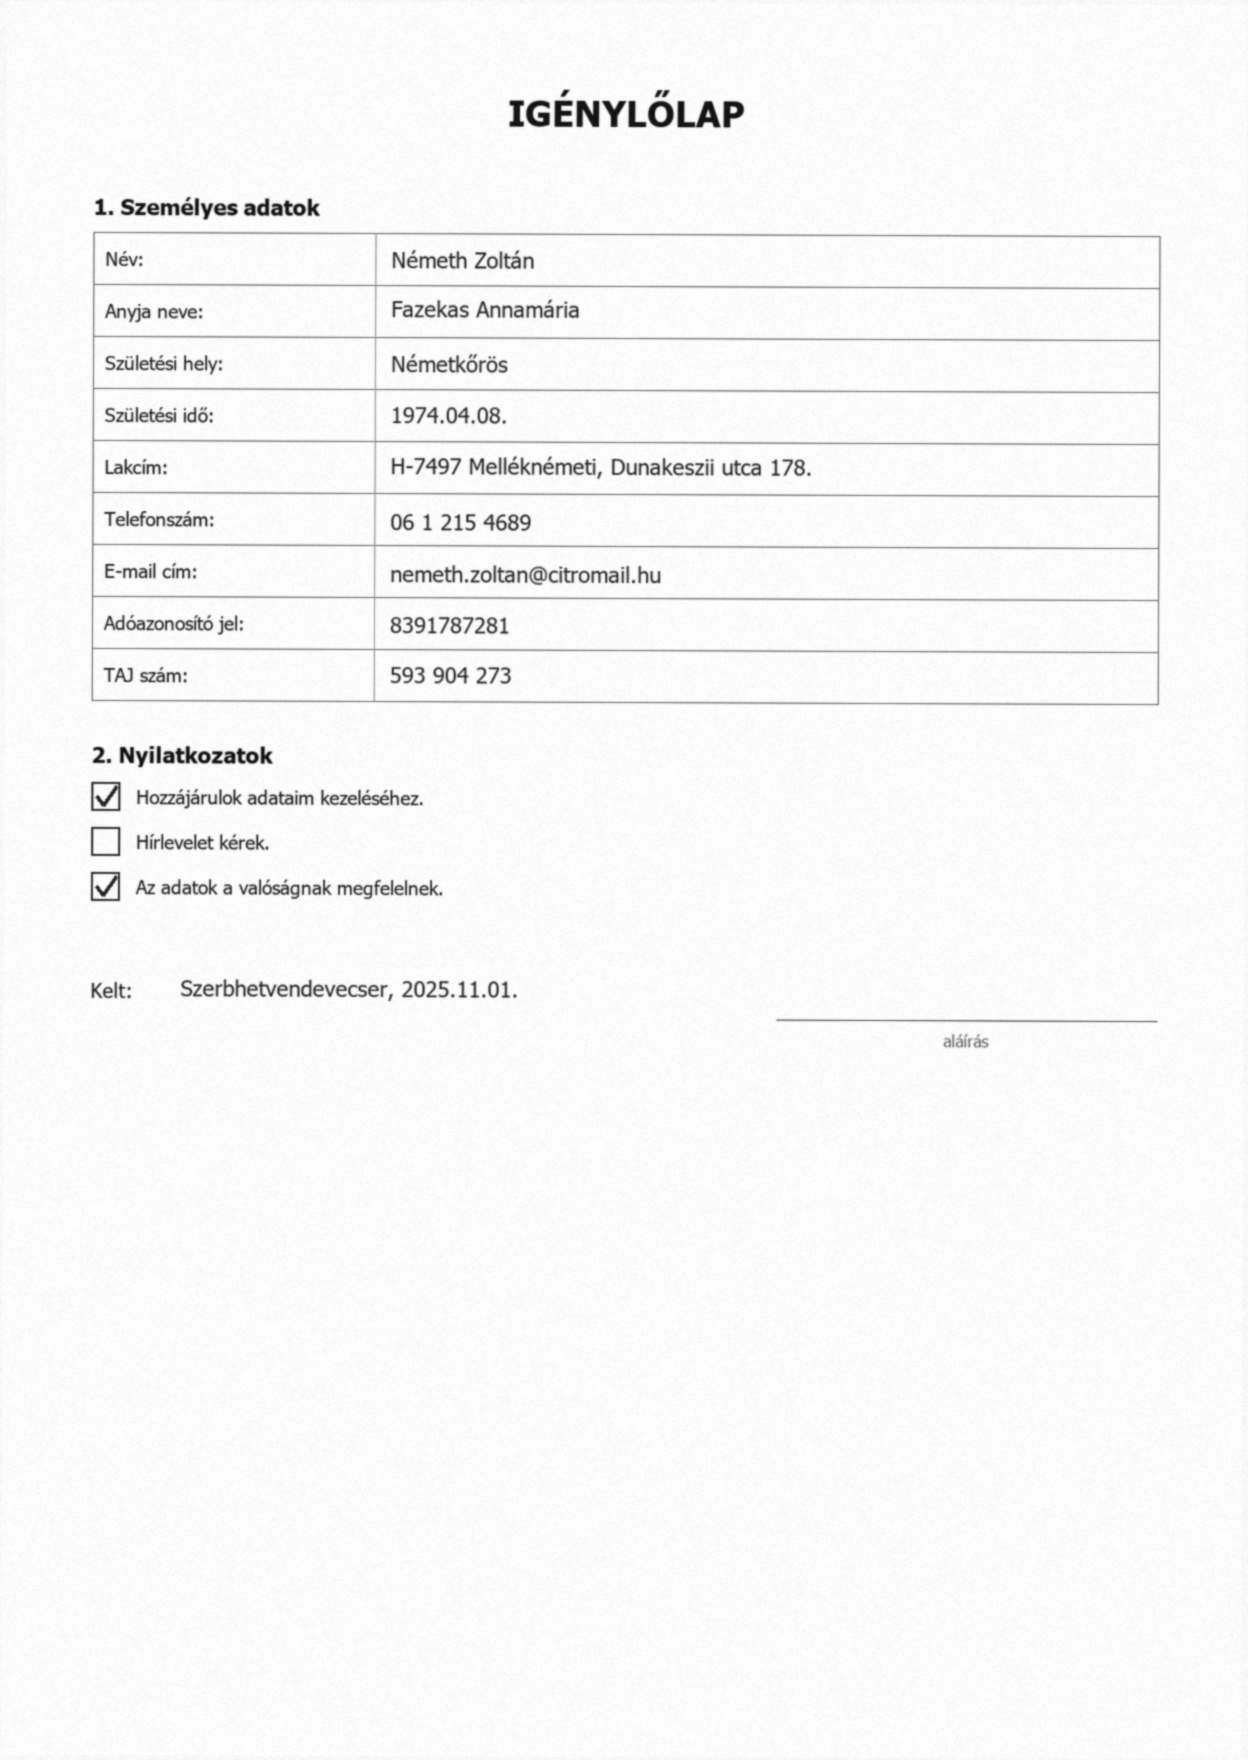 IGÉNYLŐLAP
1. Személyes adatok
Név: Németh Zoltán
Anyja neve: Fazekas Annamária
Születési hely: Németkőrös
Születési idő: 1974.04.08.
Lakcím: H-7497 Melléknémeti, Dunakeszii utca 178.
Telefonszám: 06 1 215 4689
E-mail cím: nemeth.zoltan@citromail.hu
Adóazonosító jel: 8391787281
TAJ szám: 593 904 273
2. Nyilatkozatok
Hozzájárulok adataim kezeléséhez.
Hírlevelet kérek.
Az adatok a valóságnak megfelelnek.
Kelt: Szerbhetvendevecser, 2025.11.01.
aláírás